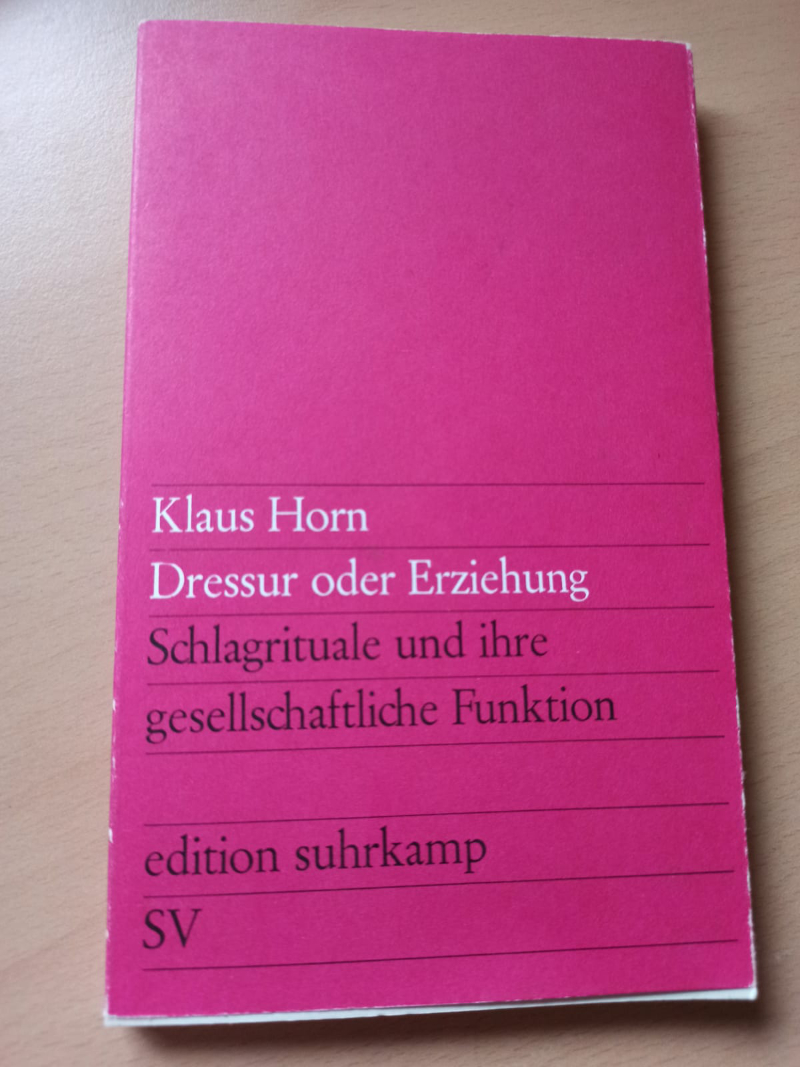 Klaus Horn
Dressur oder Erziehung
Schlagrituale und ihre
gesellschaftliche Funktion
edition suhrkamp
SV